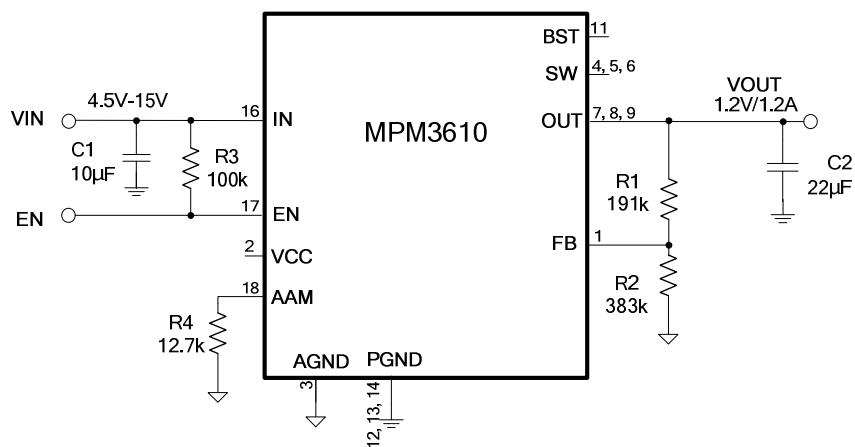 BST
11
SW
4, 5, 6
VIN
4.5V-15V
16
IN
MPM3610
OUT
7, 8, 9
VOUT
1.2V/1.2A
C1
10µF
R3
100k
R1
191k
C2
22µF
EN
17
EN
FB
1
2
VCC
R2
383k
18
AAM
R4
12.7k
AGND
PGND
3
12, 13, 14